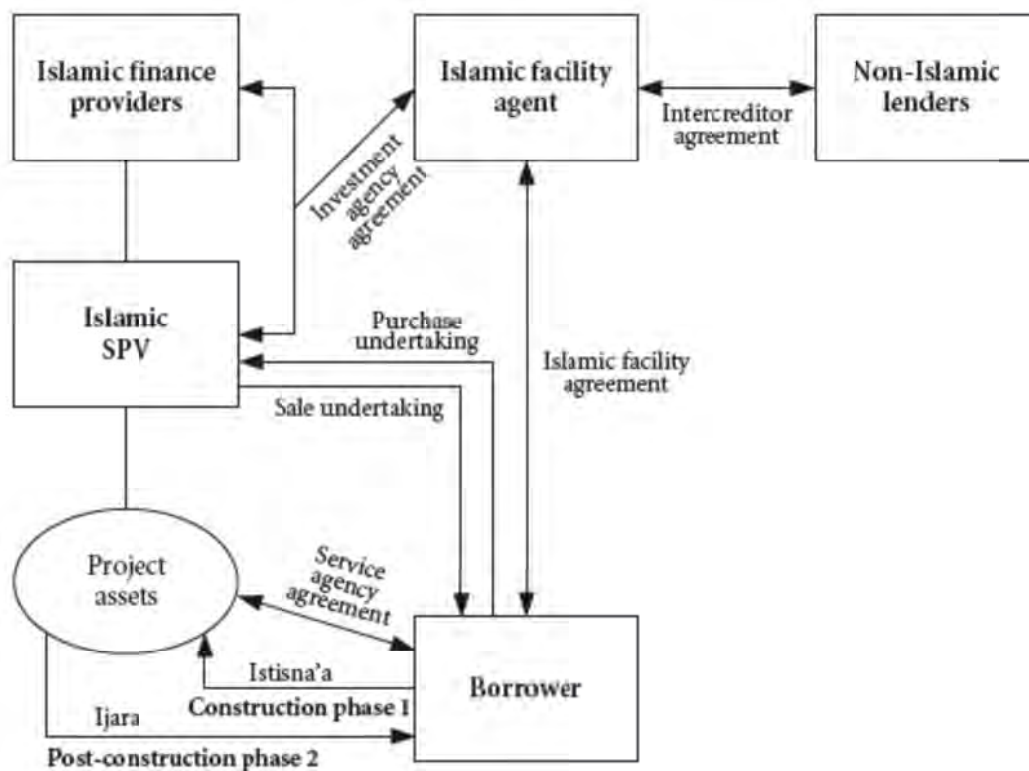 Islamic finance
providers
Islamic facility
agent
Non-Islamic
lenders
Intercreditor
agreement
Investment
agency
agreement
Islamic
SPV
Purchase
undertaking
Sale undertaking
Islamic facility
agreement
Project
assets
Service
agency
agreement
Istisna'a
Construction phase 1
Borrower
Ijara
Post-construction phase 2